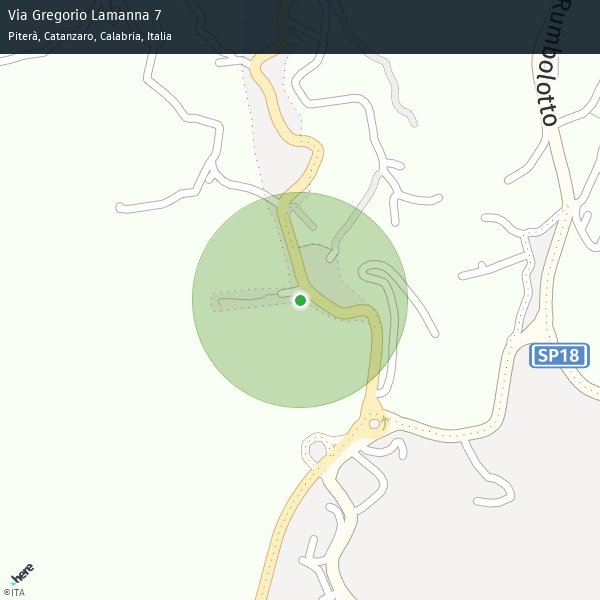 Via Gregorio Lamanna 7
Piterà, Catanzaro, Calabria, Italia
Rumbolotto
SP18
here
©ITA